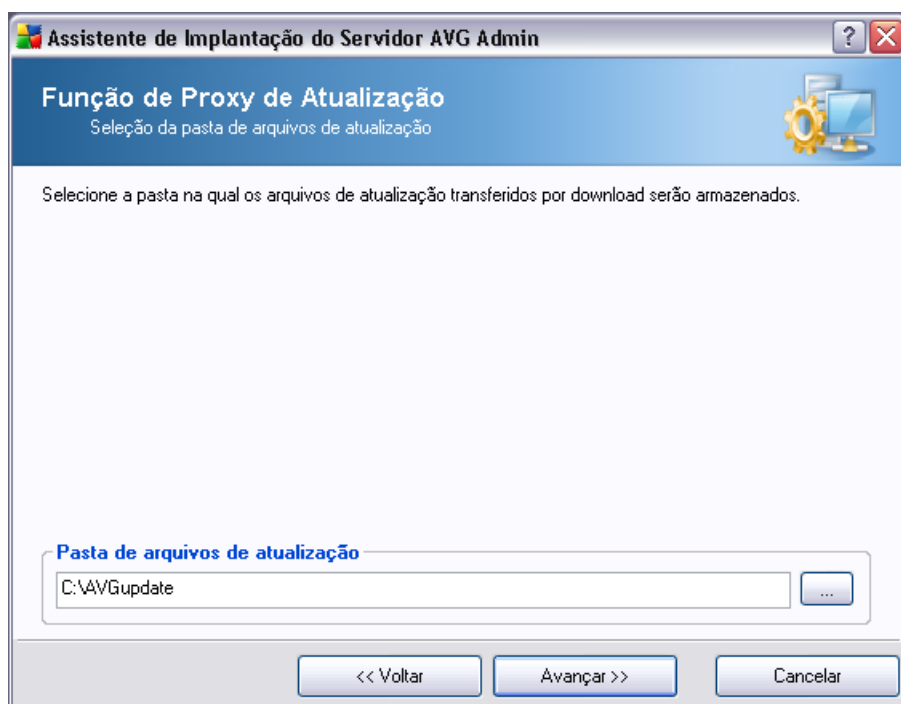 Assistente de Implantação do Servidor AVG Admin
Função de Proxy de Atualização
Seleção da pasta de arquivos de atualização
Selecione a pasta na qual os arquivos de atualização transferidos por download serão armazenados.
Pasta de arquivos de atualização
C:\AVGupdate
...
<< Voltar
Avançar >>
Cancelar